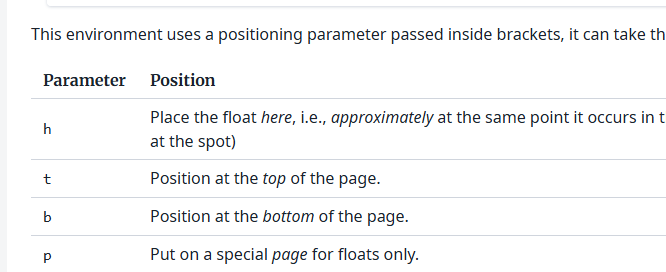 This environment uses a positioning parameter passed inside brackets, it can take th
Parameter Position
h Place the float here, i.e., approximately at the same point it occurs in t
at the spot)
t Position at the top of the page.
b Position at the bottom of the page.
p Put on a special page for floats only.